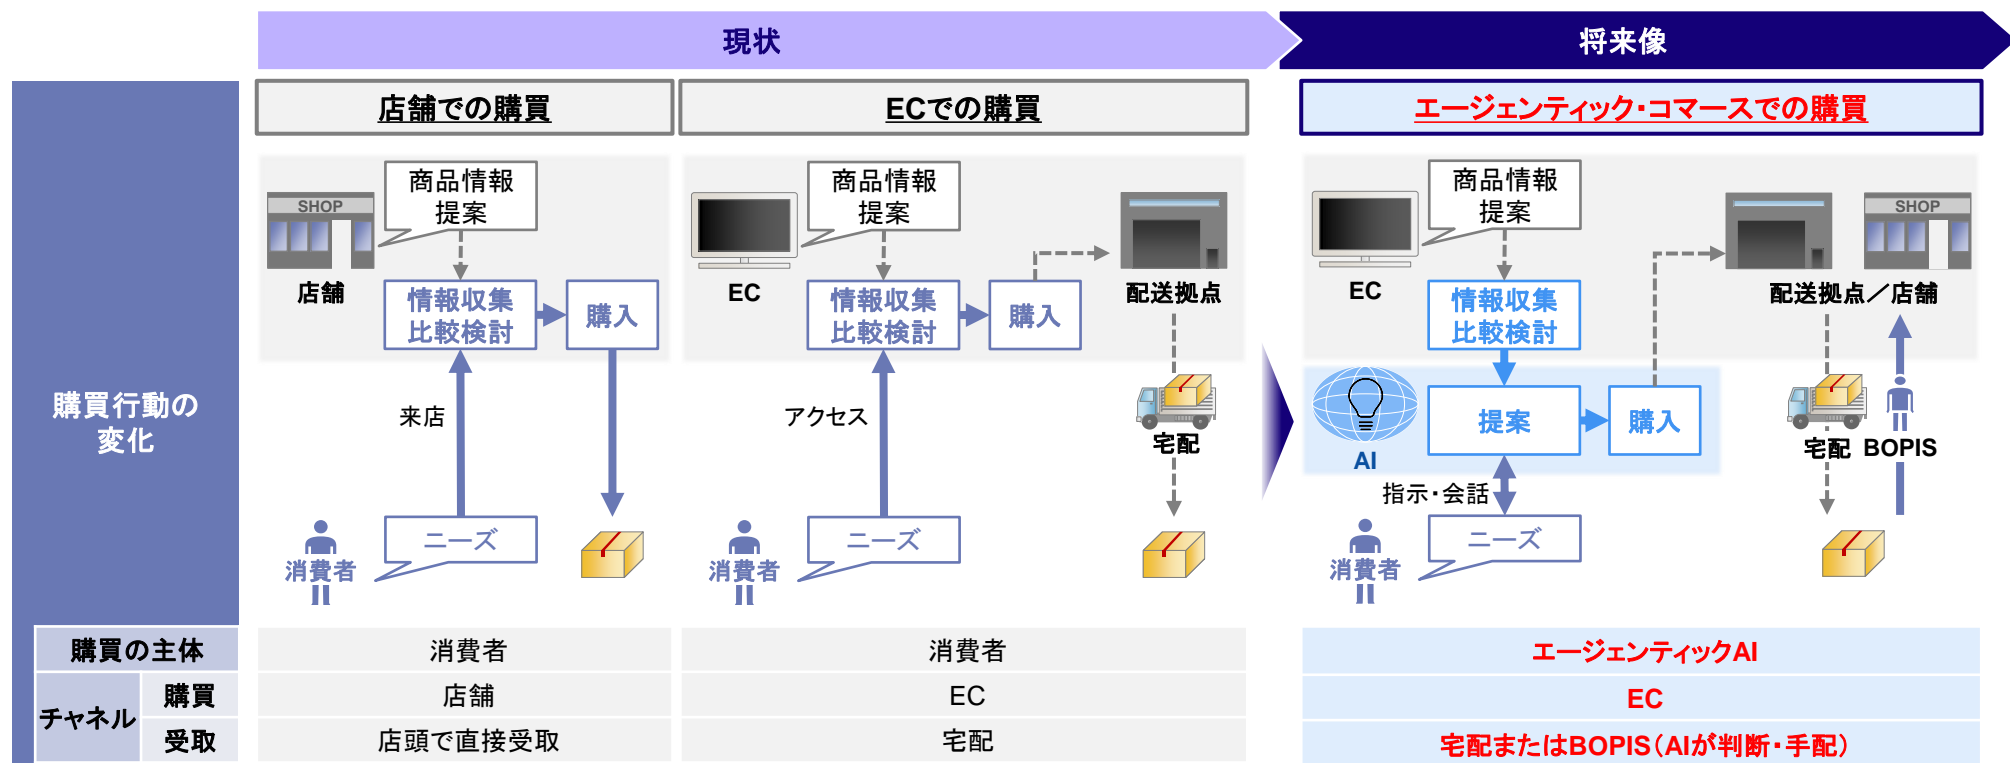 現状
将来像
店舗での購買
ECでの購買
エージェンティック・コマースでの購買
購買行動の
変化
SHOP
店舗
商品情報
提案
情報収集
比較検討
購入
来店
ニーズ
消費者
EC
商品情報
提案
情報収集
比較検討
購入
配送拠点
アクセス
宅配
ニーズ
消費者
EC
商品情報
提案
情報収集
比較検討
SHOP
配送拠点／店舗
AI
提案
購入
宅配
BOPIS
指示・会話
ニーズ
消費者
購買の主体
消費者
消費者
エージェンティックAI
チャネル
購買
店舗
EC
EC
受取
店頭で直接受取
宅配
宅配またはBOPIS（AIが判断・手配）